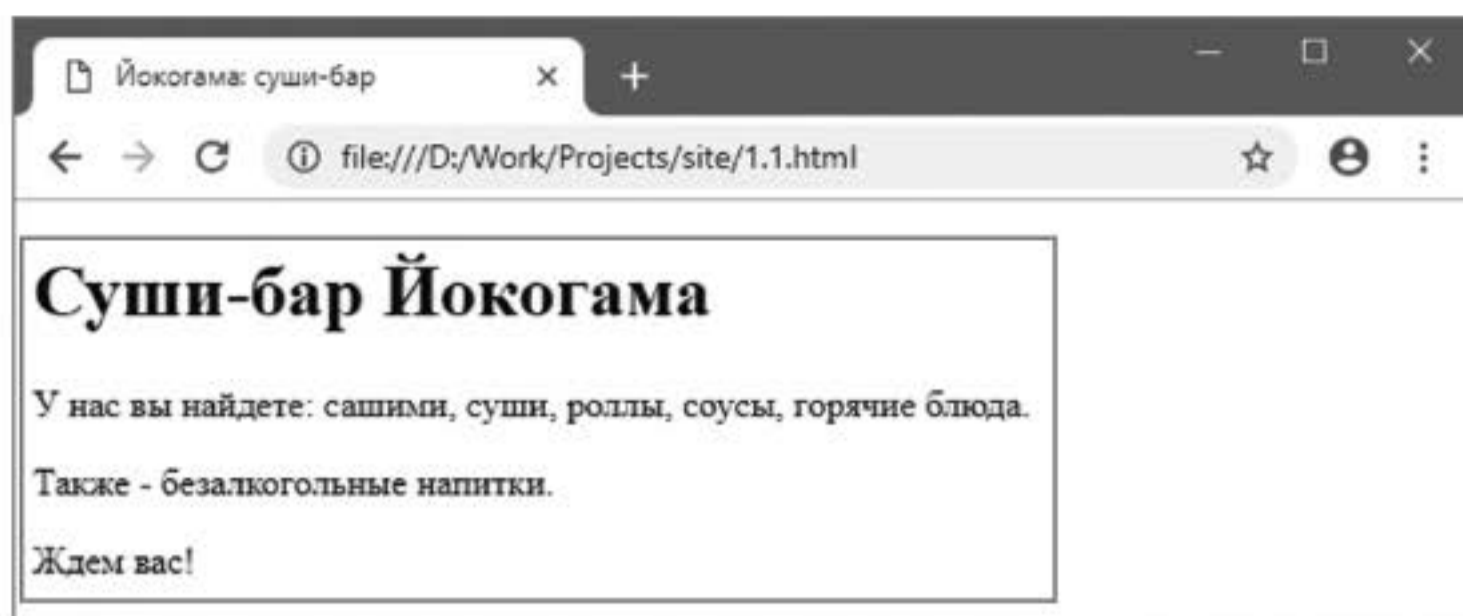 Йокогама: суши-бар
file:///D:/Work/Projects/site/1.1.html
Суши-бар Йокогама
У нас вы найдете: сашими, суши, роллы, соусы, горячие блюда.
Также - безалкогольные напитки.
Ждем вас!